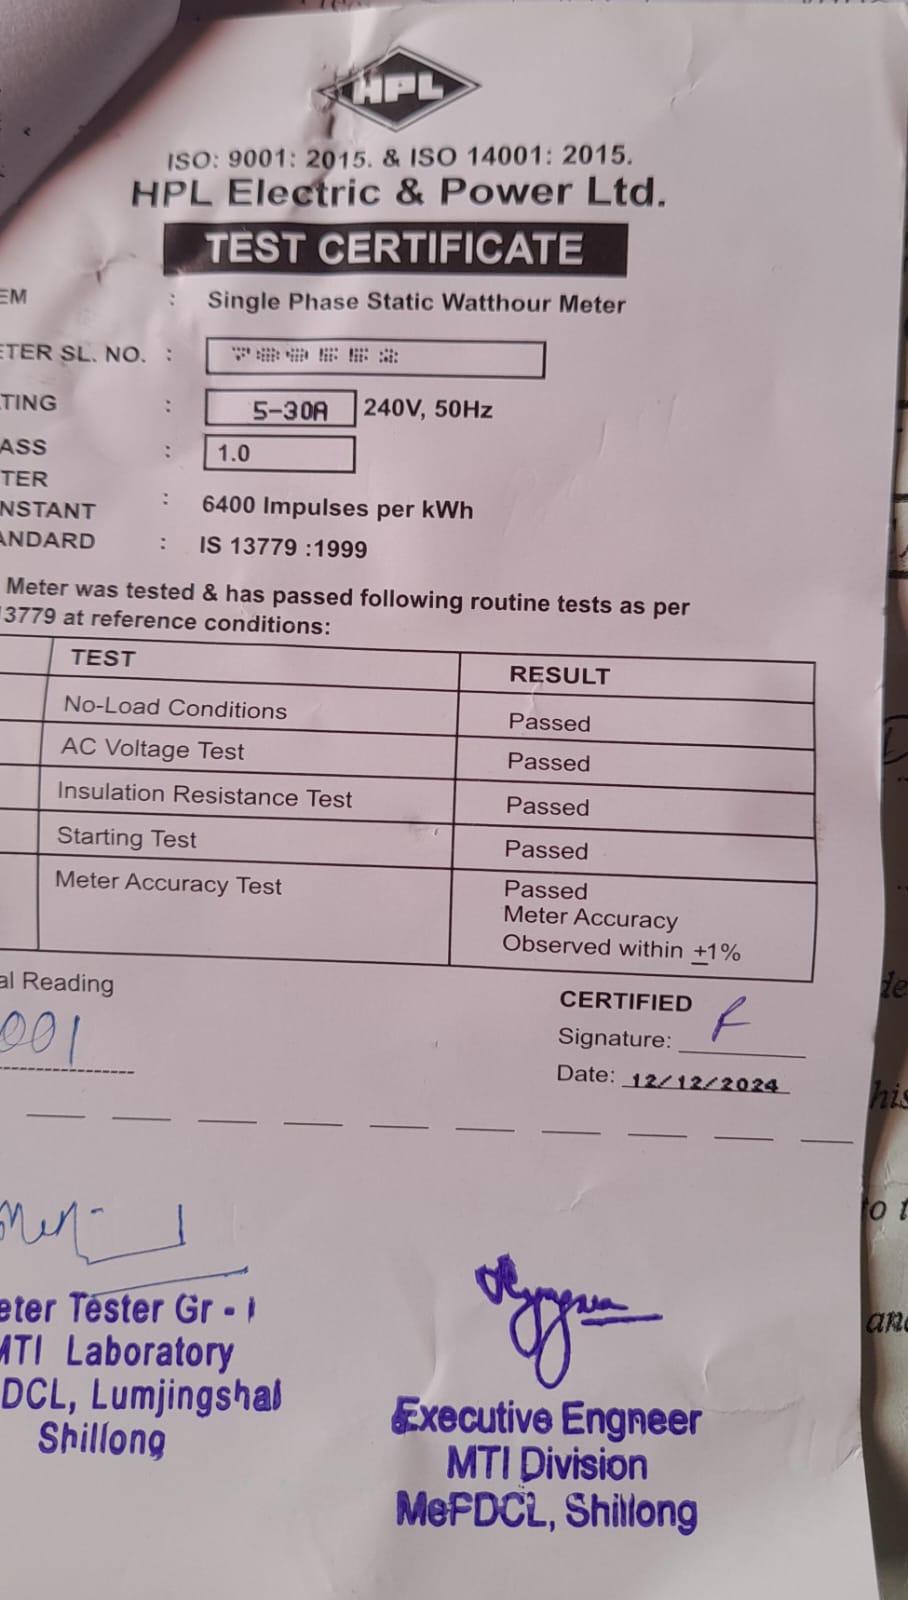 HPL
ISO: 9001: 2015. & ISO 14001: 2015.
HPL Electric & Power Ltd.
TEST CERTIFICATE
EM : Single Phase Static Watthour Meter
ETER SL. NO. :
TING : 5-30A 240V, 50Hz
ASS : 1.0
TER
NSTANT : 6400 Impulses per kWh
ANDARD : IS 13779 :1999
Meter was tested & has passed following routine tests as per
3779 at reference conditions:
TEST RESULT
No-Load Conditions Passed
AC Voltage Test Passed
Insulation Resistance Test Passed
Starting Test Passed
Meter Accuracy Test Passed
Meter Accuracy
Observed within ±1%
al Reading
001
CERTIFIED
Signature:
Date: 12/12/2024
eter Tester Gr - I
MTI Laboratory
DCL, Lumjingshai
Shillong
Executive Engneer
MTI Division
MePDCL, Shillong
his
to t
and